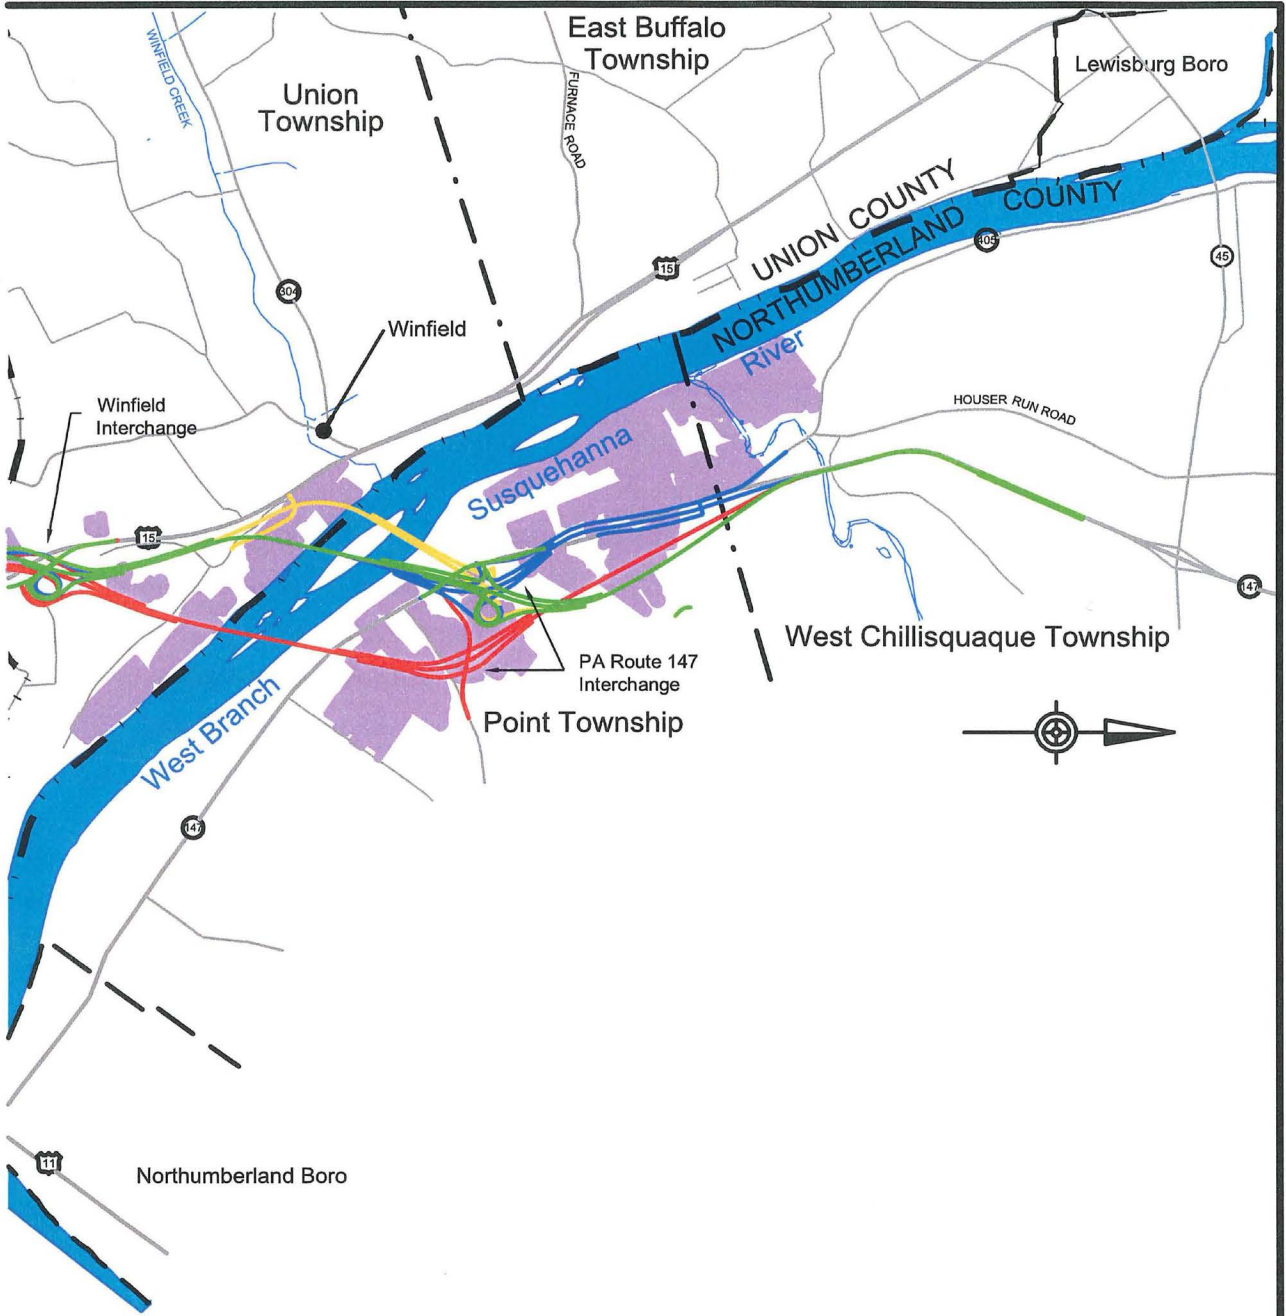 East Buffalo
Township
Lewisburg Boro
WINFIELD CREEK
Union
Township
FURNACE ROAD
UNION COUNTY
NORTHUMBERLAND COUNTY
405
45
15
304
Winfield
River
Winfield
Interchange
HOUSER RUN ROAD
Susquehanna
15
147
West Chillisquaque Township
PA Route 147
Interchange
Point Township
West Branch
147
11
Northumberland Boro